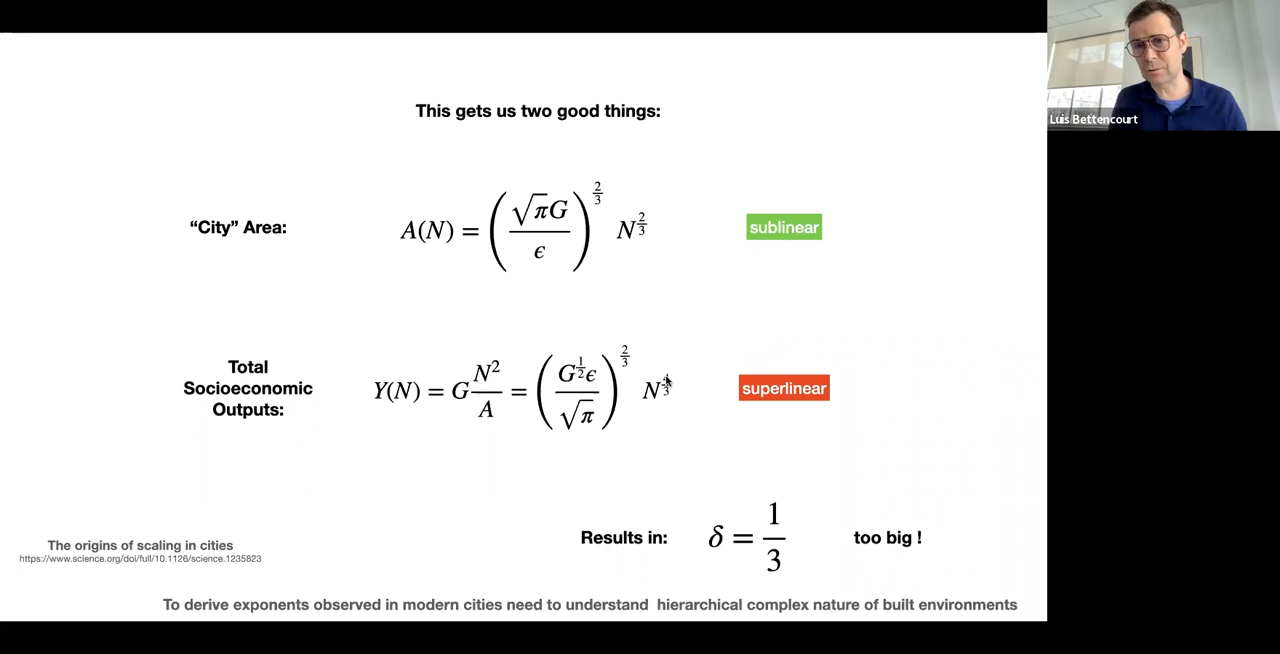 Luis Bettencourt
This gets us two good things:
“City” Area:
A(N) = (√πG / ϵ)^(2/3) N^(2/3)
sublinear
Total
Socioeconomic
Outputs:
Y(N) = G N² / A = (G^(1/2) ϵ / √π)^(2/3) N
superlinear
Results in:
δ = 1/3
too big !
The origins of scaling in cities
https://www.science.org/doi/full/10.1126/science.1235823
To derive exponents observed in modern cities need to understand hierarchical complex nature of built environments